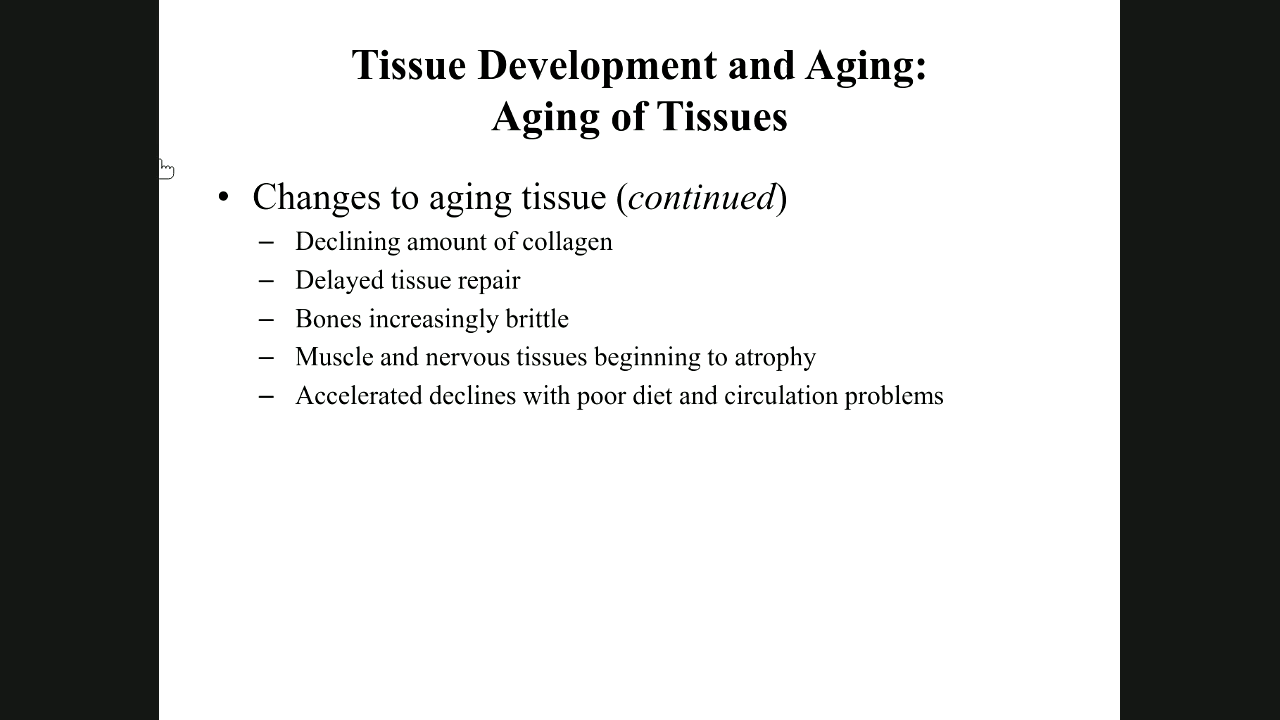 Tissue Development and Aging:
Aging of Tissues
• Changes to aging tissue (continued)
– Declining amount of collagen
– Delayed tissue repair
– Bones increasingly brittle
– Muscle and nervous tissues beginning to atrophy
– Accelerated declines with poor diet and circulation problems